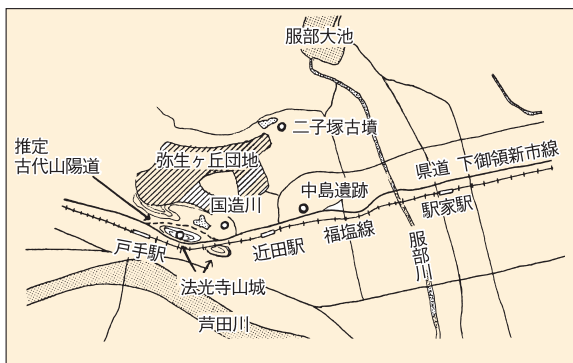 服部大池
二子塚古墳
推定
古代山陽道
弥生ヶ丘団地
県道 下御領新市線
中島遺跡
国造川
駅家駅
福塩線
近田駅
戸手駅
服部川
法光寺山城
芦田川